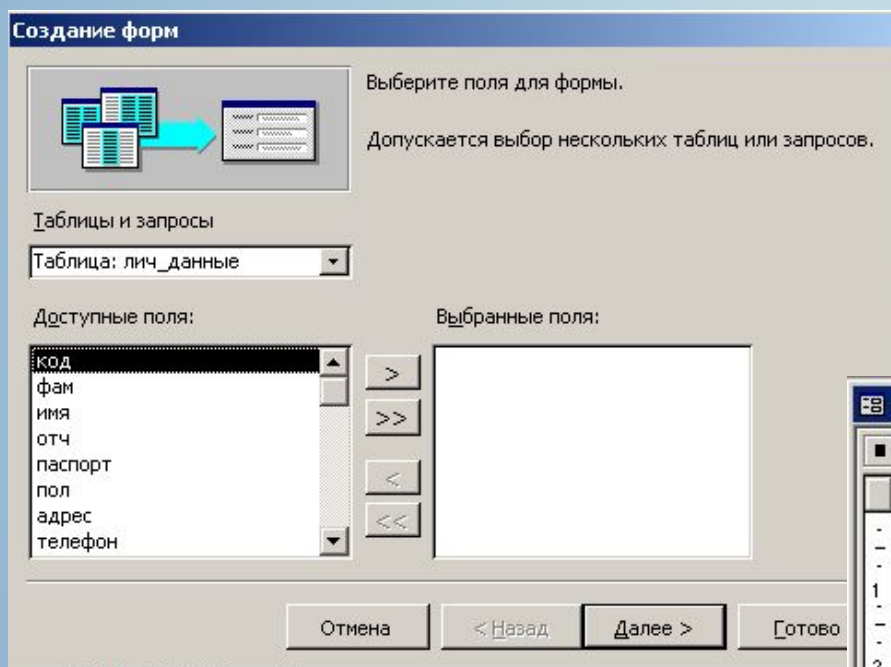 Создание форм
Выберите поля для формы.
Допускается выбор нескольких таблиц или запросов.
Таблицы и запросы
Таблица: лич_данные
Доступные поля:
Выбранные поля:
код
фам
имя
отч
паспорт
пол
адрес
телефон
>
>>
<
<<
Отмена
< Назад
Далее >
Готово
1